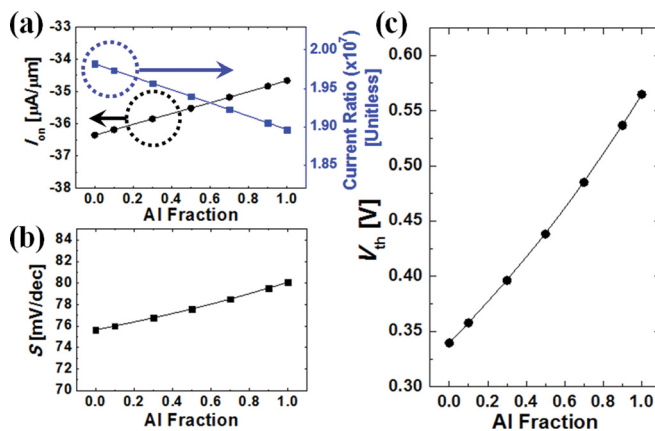 (a)
-33
-34
-35
-36
-37
-38
I_on [μA/μm]
2.00
1.95
1.90
1.85
Current Ratio (x10^7)
[Unitless]
0.0 0.2 0.4 0.6 0.8 1.0
Al Fraction
(b)
84
82
80
78
76
74
72
70
S [mV/dec]
0.0 0.2 0.4 0.6 0.8 1.0
Al Fraction
(c)
0.60
0.55
0.50
0.45
0.40
0.35
0.30
V_th [V]
0.0 0.2 0.4 0.6 0.8 1.0
Al Fraction